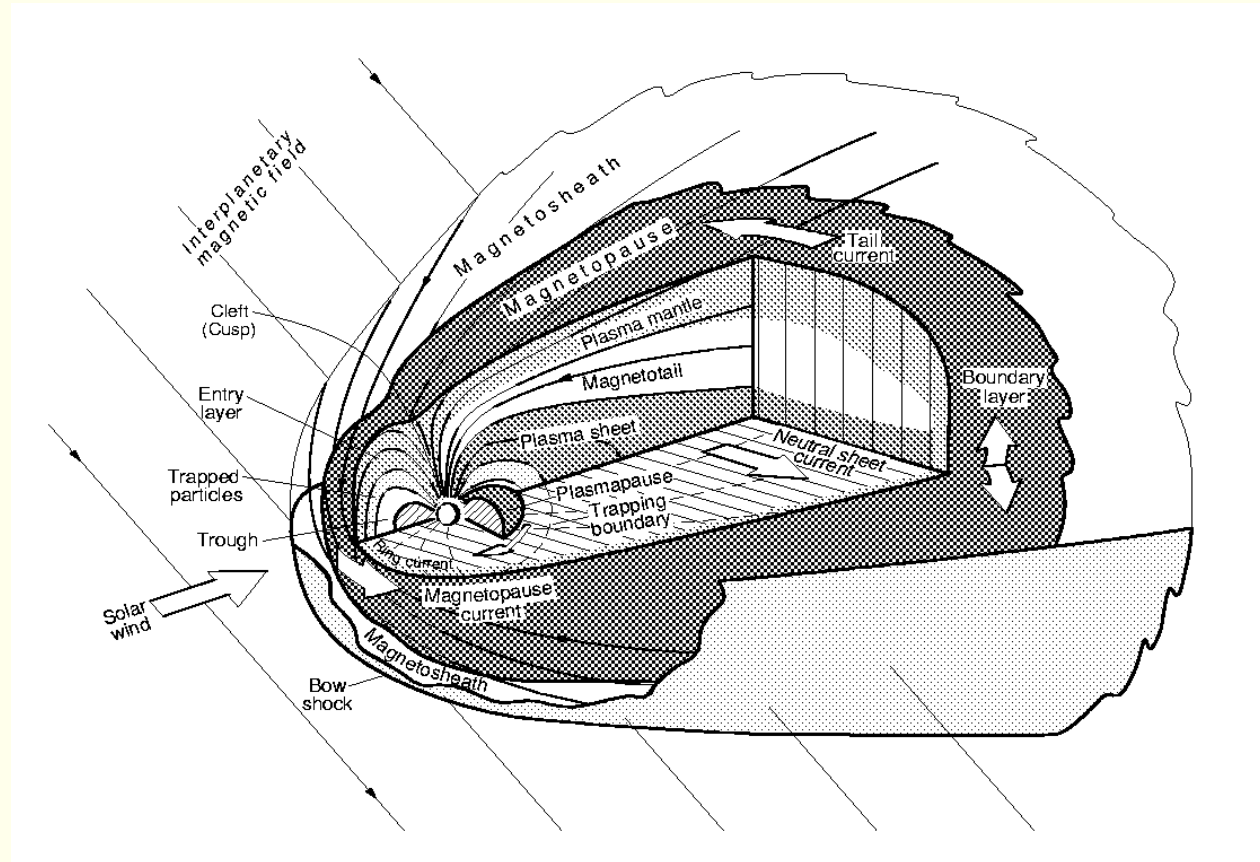 Interplanetary
magnetic field
Magnetosheath
Magnetopause
Tail
current
Cleft
(Cusp)
Plasma mantle
Magnetotail
Entry
layer
Boundary
layer
Plasma sheet
Neutral sheet
current
Trapped
particles
Plasmapause
Trapping
boundary
Trough
Ring current
Magnetopause
current
Solar
wind
Magnetosheath
Bow
shock